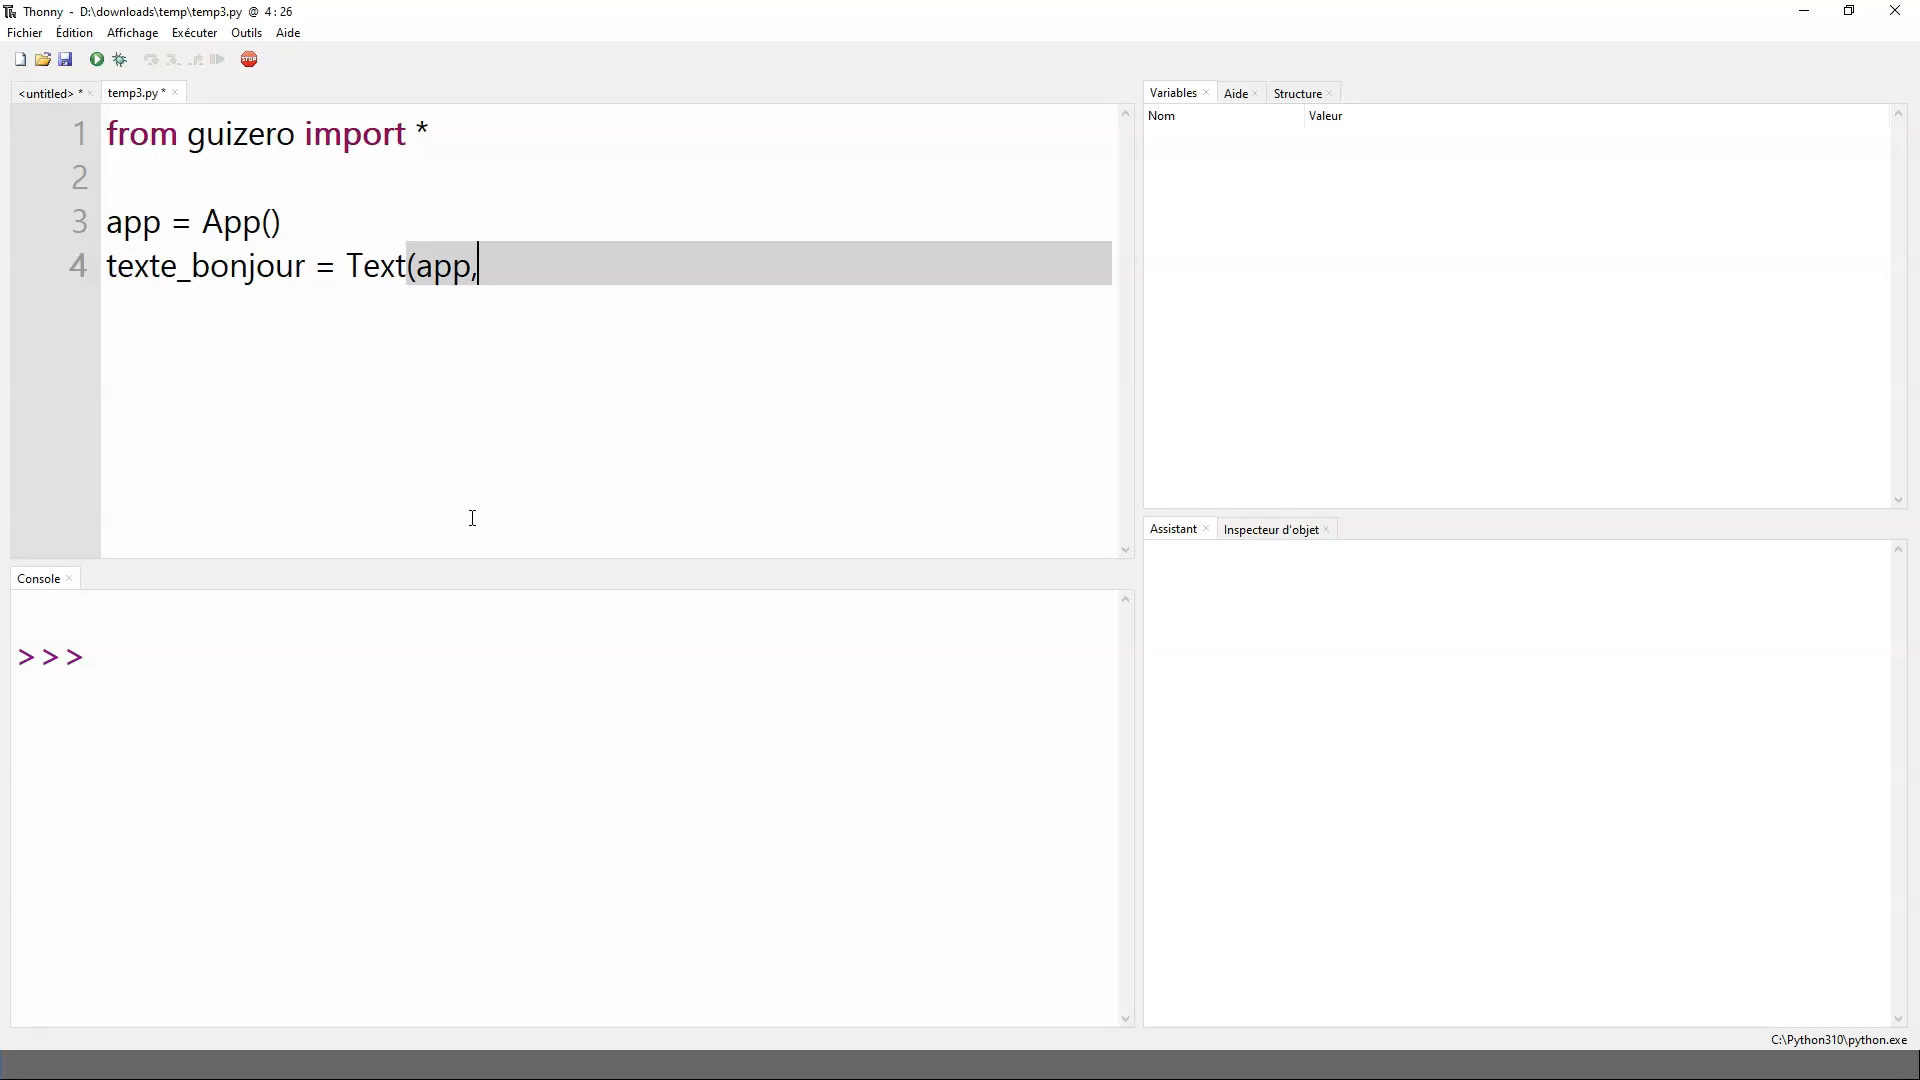 Thonny - D:\downloads\temp\temp3.py @ 4:26
Fichier Édition Affichage Exécuter Outils Aide
STOP
<untitled> * × temp3.py * ×
1 from guizero import *
2
3 app = App()
4 texte_bonjour = Text(app,
Console ×
>>>
Variables × Aide × Structure ×
Nom Valeur
Assistant × Inspecteur d'objet ×
C:\Python310\python.exe